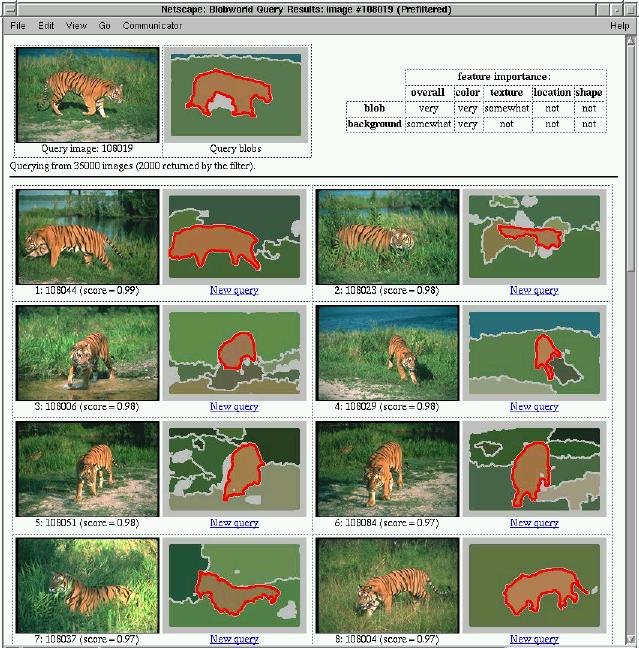 Netscape: Blobworld Query Results: Image #108019 (Prefiltered)
File Edit View Go Communicator Help
feature importance:
overall color texture location shape
blob very very somewhat not not
background somewhat very not not not
Query image: 108019 Query blobs
Querying from 35000 images (2000 returned by the filter).
1: 108044 (score = 0.99) New query 2: 108023 (score = 0.98) New query
3: 108006 (score = 0.98) New query 4: 108029 (score = 0.98) New query
5: 108051 (score = 0.98) New query 6: 108084 (score = 0.97) New query
7: 108037 (score = 0.97) New query 8: 108004 (score = 0.97) New query